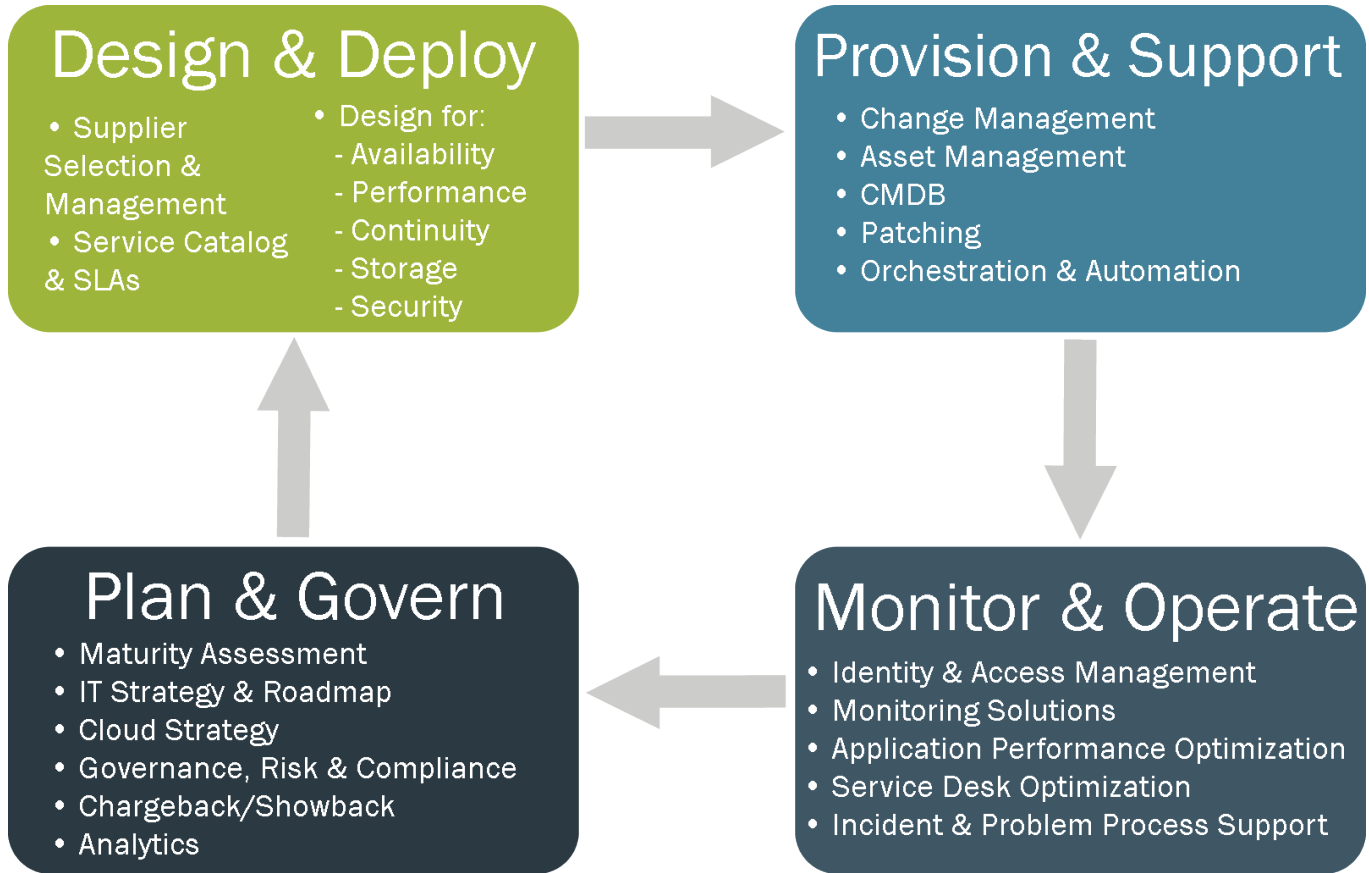 Design & Deploy
• Supplier
Selection &
Management
• Service Catalog
& SLAs
• Design for:
- Availability
- Performance
- Continuity
- Storage
- Security
Provision & Support
• Change Management
• Asset Management
• CMDB
• Patching
• Orchestration & Automation
Plan & Govern
• Maturity Assessment
• IT Strategy & Roadmap
• Cloud Strategy
• Governance, Risk & Compliance
• Chargeback/Showback
• Analytics
Monitor & Operate
• Identity & Access Management
• Monitoring Solutions
• Application Performance Optimization
• Service Desk Optimization
• Incident & Problem Process Support